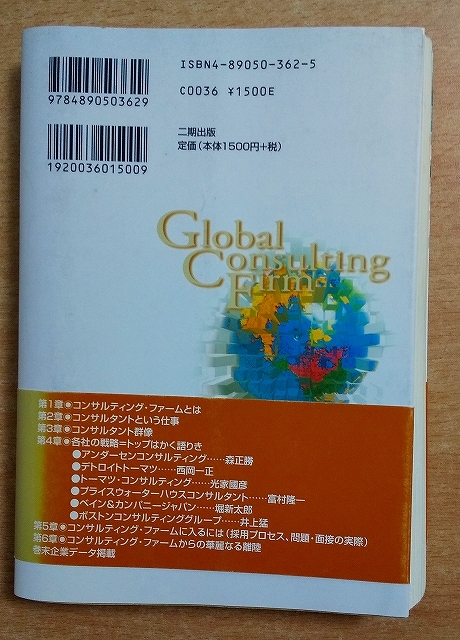 ISBN4-89050-362-5
C0036 ¥1500E
9784890503629
二期出版
定価(本体1500円+税)
1920036015009
Global
Consulting
Firm
第1章●コンサルティング・ファームとは
第2章●コンサルタントという仕事
第3章●コンサルタント群像
第4章●各社の戦略=トップはかく語りき
●アンダーセンコンサルティング……森正勝
●デトロイトトーマツ……西岡一正
●トーマツ・コンサルティング……光家國彦
●プライスウォーターハウスコンサルタント……富村隆一
●ベイン&カンパニージャパン……堀新太郎
●ボストンコンサルティンググループ……井上猛
第5章●コンサルティング・ファームに入るには(採用プロセス、問題・面接の実際)
第6章●コンサルティング・ファームからの華麗なる離陸
巻末企業データ掲載